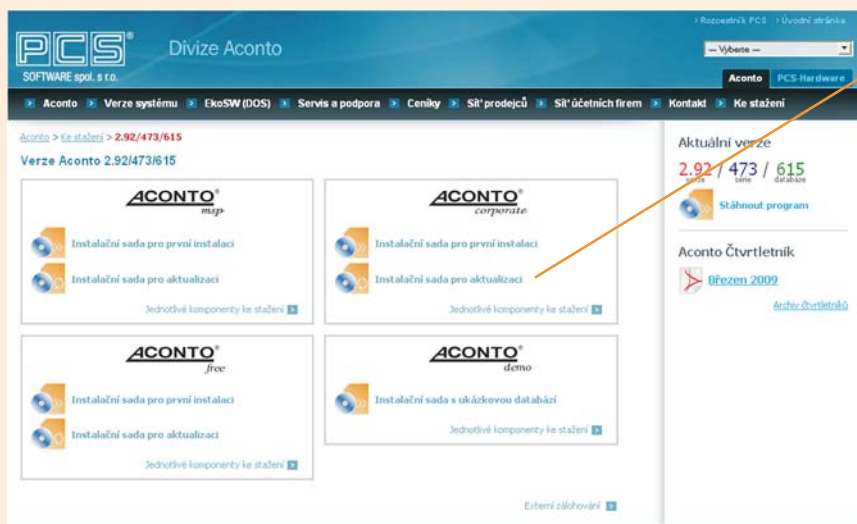 › Rozcestník PCS › Úvodní stránka
PCS®
SOFTWARE spol. s r.o.
Divize Aconto
— Vyberte —
Aconto PCS-Hardware
Aconto Verze systému EkoSW (DOS) Servis a podpora Ceníky Síť prodejců Síť účetních firem Kontakt Ke stažení
Aconto > Ke stažení > 2.92/473/615
Verze Aconto 2.92/473/615
ACONTO®
msp
Instalační sada pro první instalaci
Instalační sada pro aktualizaci
Jednotlivé komponenty ke stažení
ACONTO®
corporate
Instalační sada pro první instalaci
Instalační sada pro aktualizaci
Jednotlivé komponenty ke stažení
ACONTO®
free
Instalační sada pro první instalaci
Instalační sada pro aktualizaci
Jednotlivé komponenty ke stažení
ACONTO®
demo
Instalační sada s ukázkovou databází
Jednotlivé komponenty ke stažení
Externí zálohování
Aktuální verze
2.92 / 473 / 615
verze série databáze
Stáhnout program
Aconto Čtvrtletník
Březen 2009
Archiv čtvrtletníků